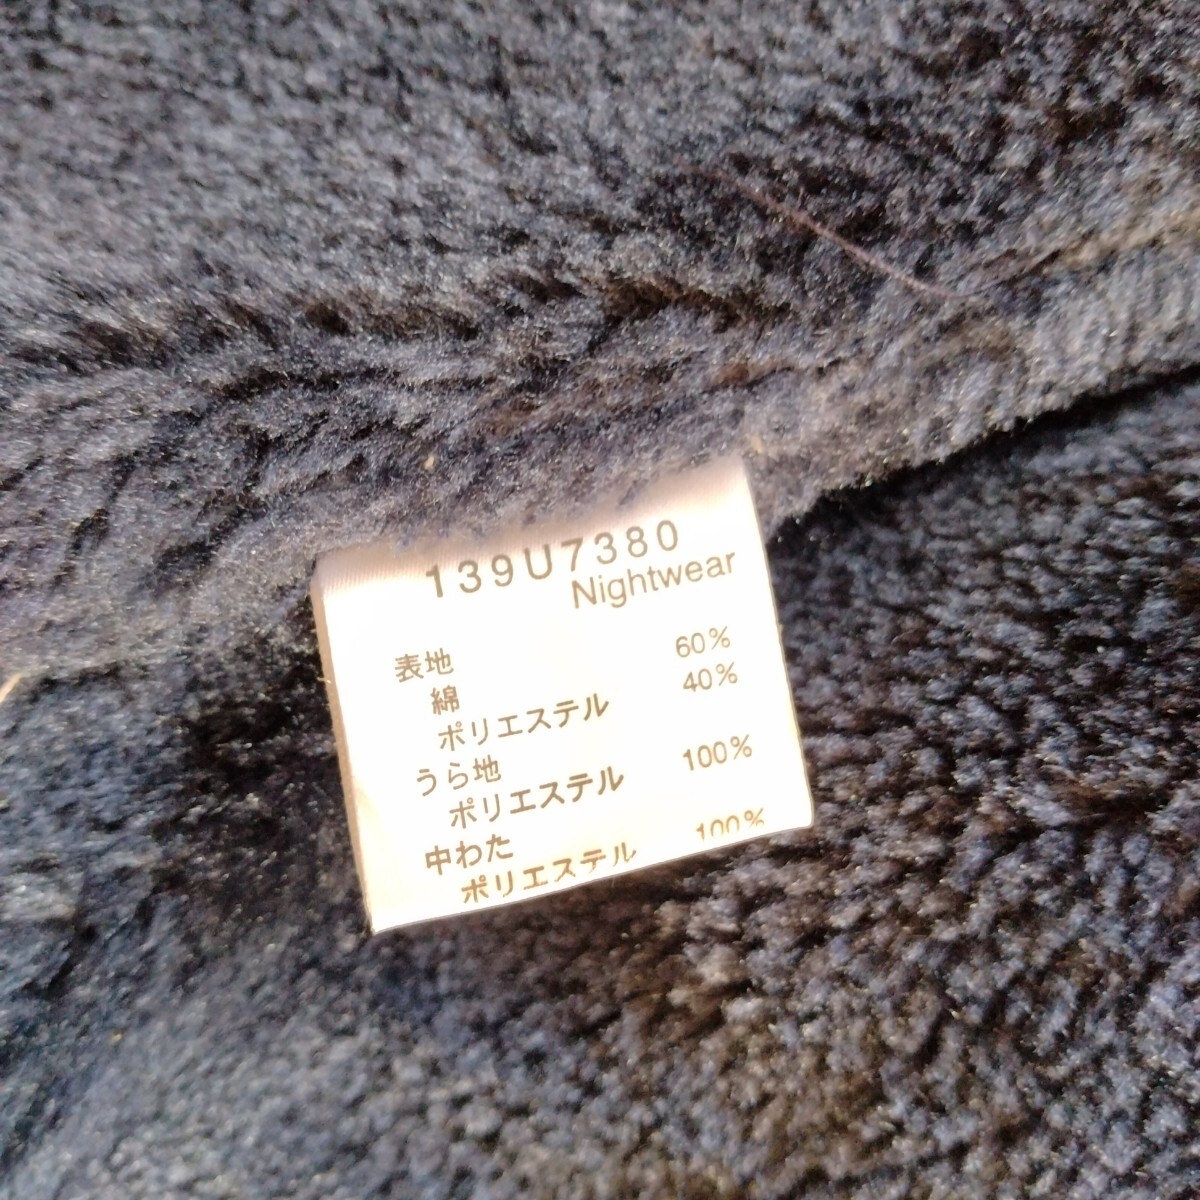 139U7380
Nightwear
表地
綿 60%
ポリエステル 40%
うら地
ポリエステル 100%
中わた
ポリエステル 100%